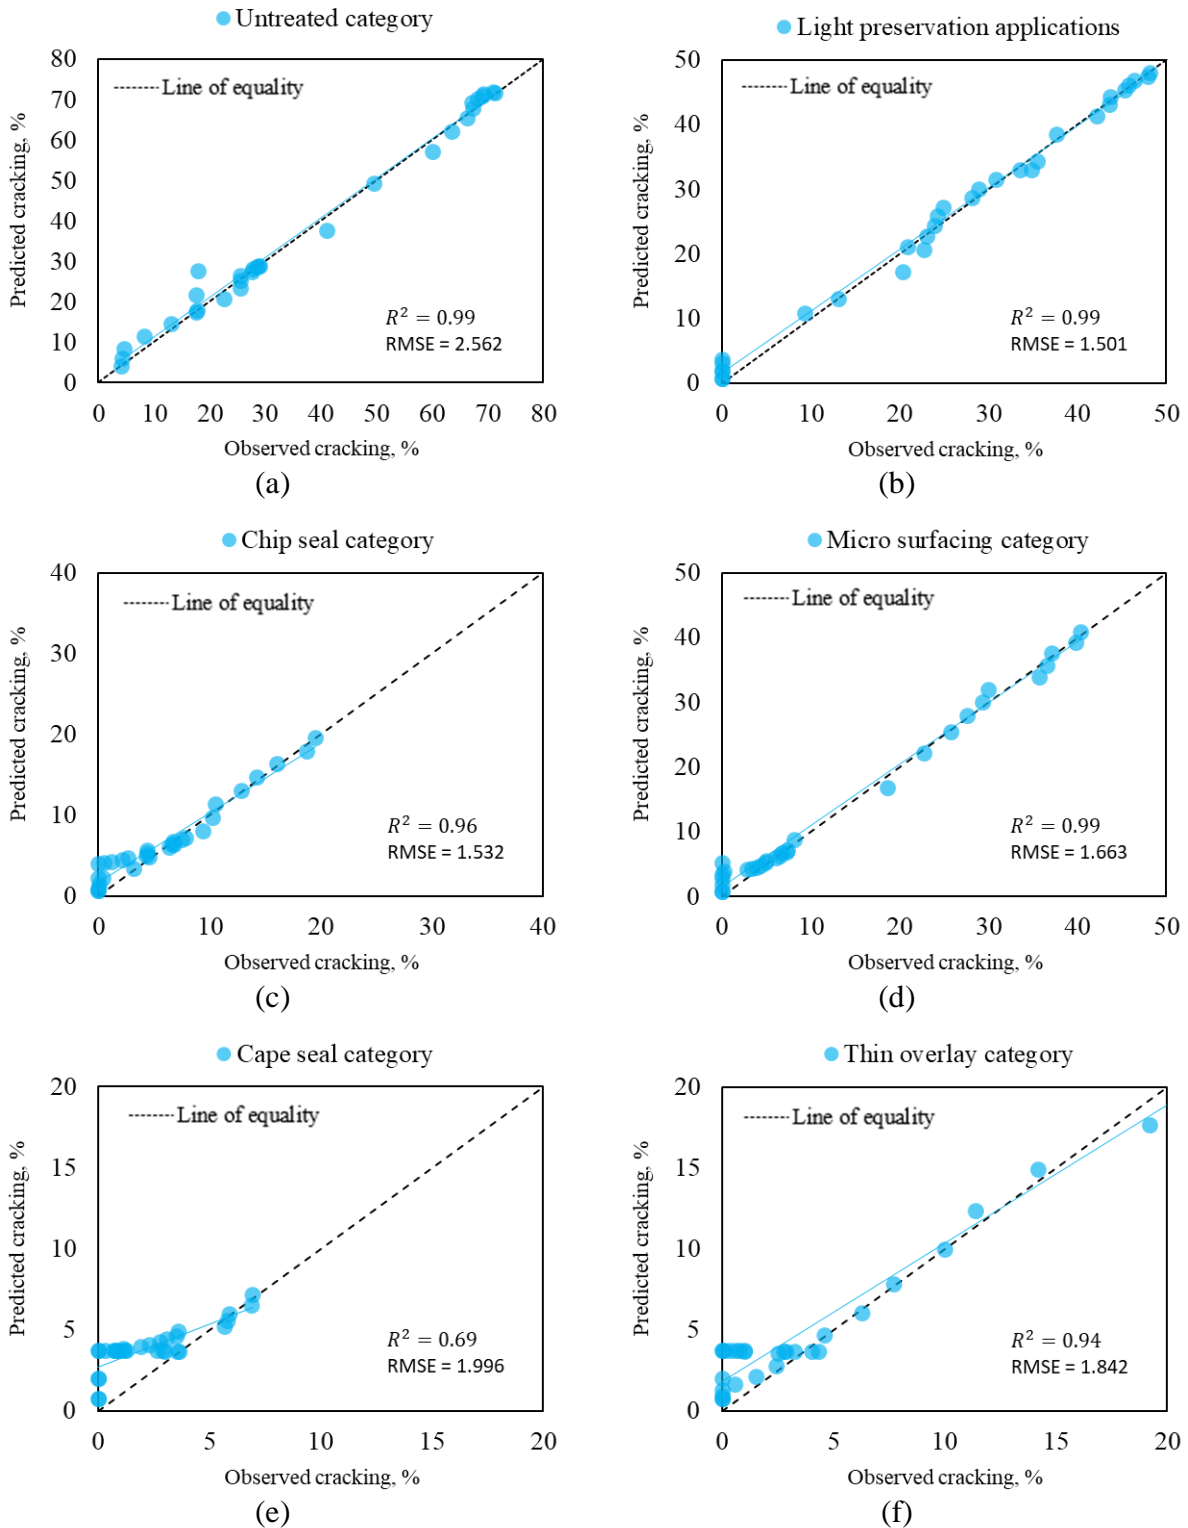 Untreated category
Line of equality
Predicted cracking, %
80
70
60
50
40
30
20
10
0
R² = 0.99
RMSE = 2.562
0 10 20 30 40 50 60 70 80
Observed cracking, %
(a)
Light preservation applications
Line of equality
Predicted cracking, %
50
40
30
20
10
0
R² = 0.99
RMSE = 1.501
0 10 20 30 40 50
Observed cracking, %
(b)
Chip seal category
Line of equality
Predicted cracking, %
40
30
20
10
0
R² = 0.96
RMSE = 1.532
0 10 20 30 40
Observed cracking, %
(c)
Micro surfacing category
Line of equality
Predicted cracking, %
50
40
30
20
10
0
R² = 0.99
RMSE = 1.663
0 10 20 30 40 50
Observed cracking, %
(d)
Cape seal category
Line of equality
Predicted cracking, %
20
15
10
5
0
R² = 0.69
RMSE = 1.996
0 5 10 15 20
Observed cracking, %
(e)
Thin overlay category
Line of equality
Predicted cracking, %
20
15
10
5
0
R² = 0.94
RMSE = 1.842
0 5 10 15 20
Observed cracking, %
(f)